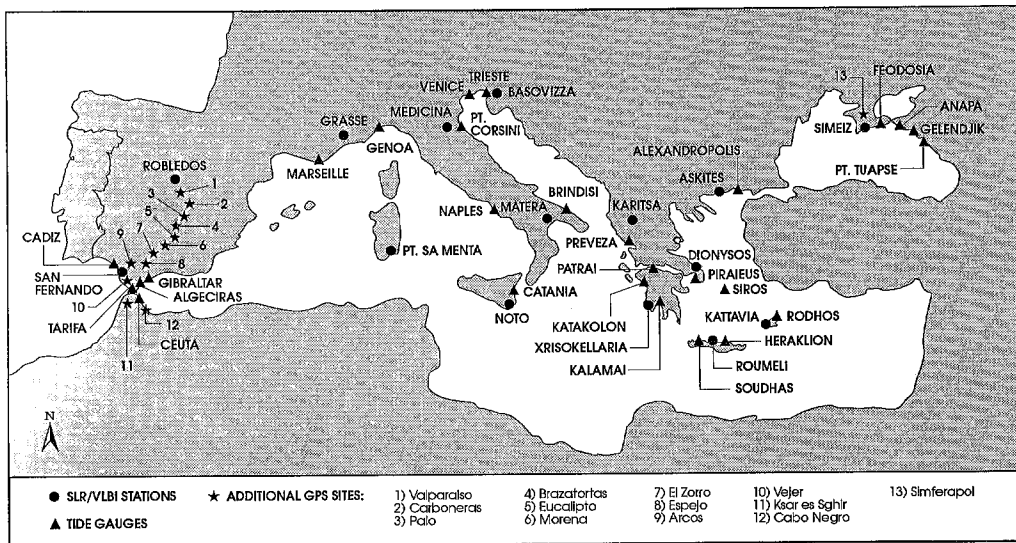 13
FEODOSIA
TRIESTE
VENICE
BASOVIZZA
ANAPA
MEDICINA
GRASSE
PT.
CORSINI
SIMEIZ
GELENDJIK
GENOA
ROBLEDOS
ALEXANDROPOLIS
PT. TUAPSE
MARSEILLE
ASKITES
3
1
2
BRINDISI
5
NAPLES
MATERA
KARITSA
7
4
9
6
CADIZ
PREVEZA
PT. SA MENTA
DIONYSOS
8
PATRAI
SAN
FERNANDO
GIBRALTAR
PIRAIEUS
ALGECIRAS
CATANIA
SIROS
10
NOTO
KATTAVIA
RODHOS
TARIFA
12
KATAKOLON
CEUTA
XRISOKELLARIA
HERAKLION
11
KALAMAI
ROUMELI
SOUDHAS
N
SLR/VLBI STATIONS
ADDITIONAL GPS SITES:
TIDE GAUGES
1) Valparaiso
2) Carboneras
3) Palo
4) Brazatortas
5) Eucalipto
6) Morena
7) El Zorro
8) Espejo
9) Arcos
10) Vejer
11) Ksar es Sghir
12) Cabo Negro
13) Simferapol